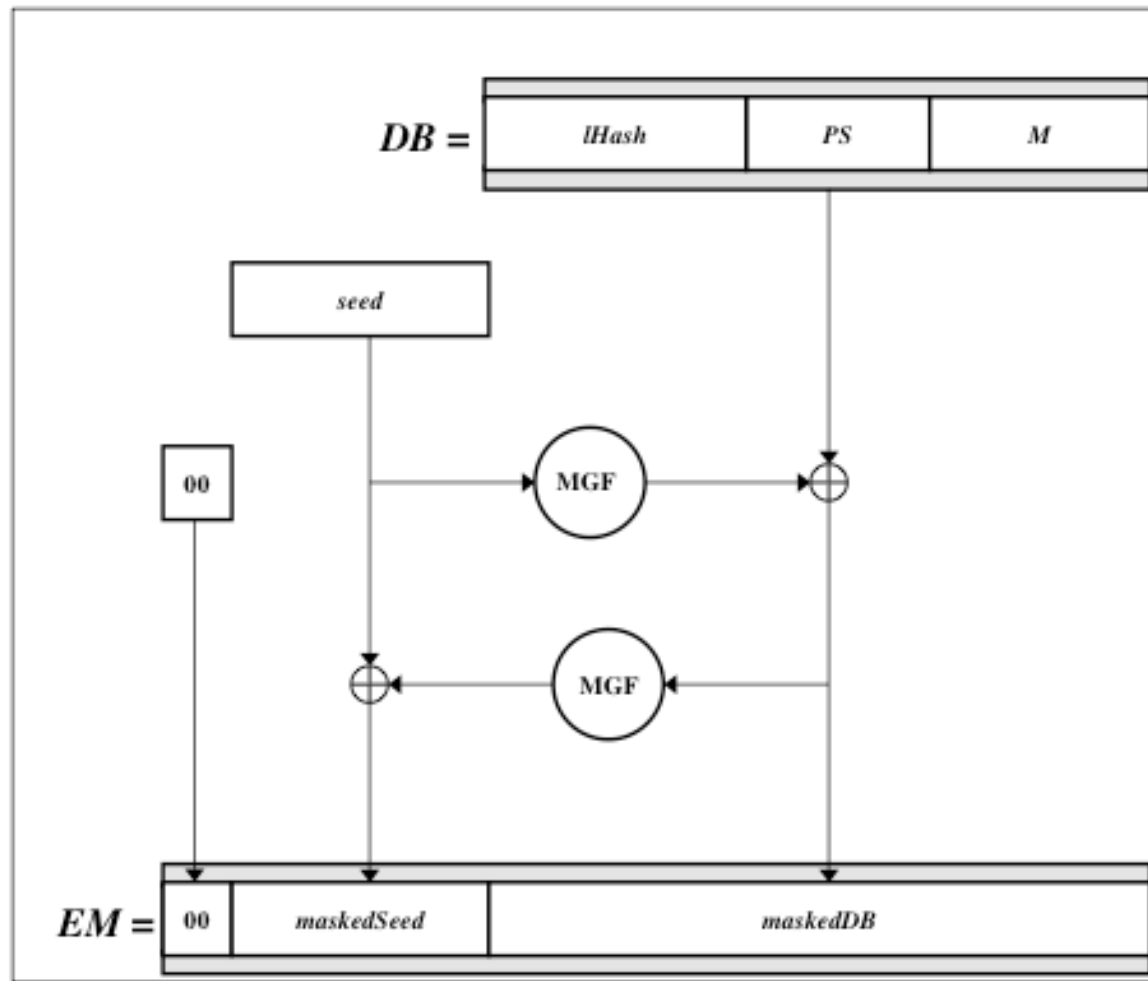 DB = lHash PS M
seed
00 MGF
MGF
EM = 00 maskedSeed maskedDB